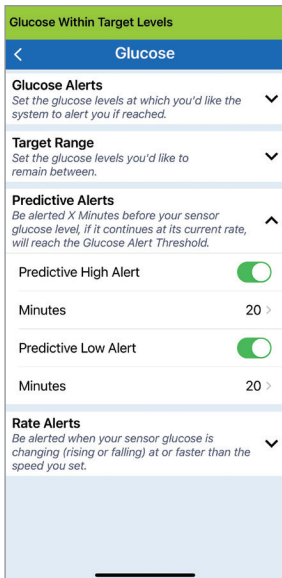 Glucose Within Target Levels
Glucose
Glucose Alerts
Set the glucose levels at which you'd like the
system to alert you if reached.
Target Range
Set the glucose levels you'd like to
remain between.
Predictive Alerts
Be alerted X Minutes before your sensor
glucose level, if it continues at its current rate,
will reach the Glucose Alert Threshold.
Predictive High Alert
Minutes 20
Predictive Low Alert
Minutes 20
Rate Alerts
Be alerted when your sensor glucose is
changing (rising or falling) at or faster than the
speed you set.